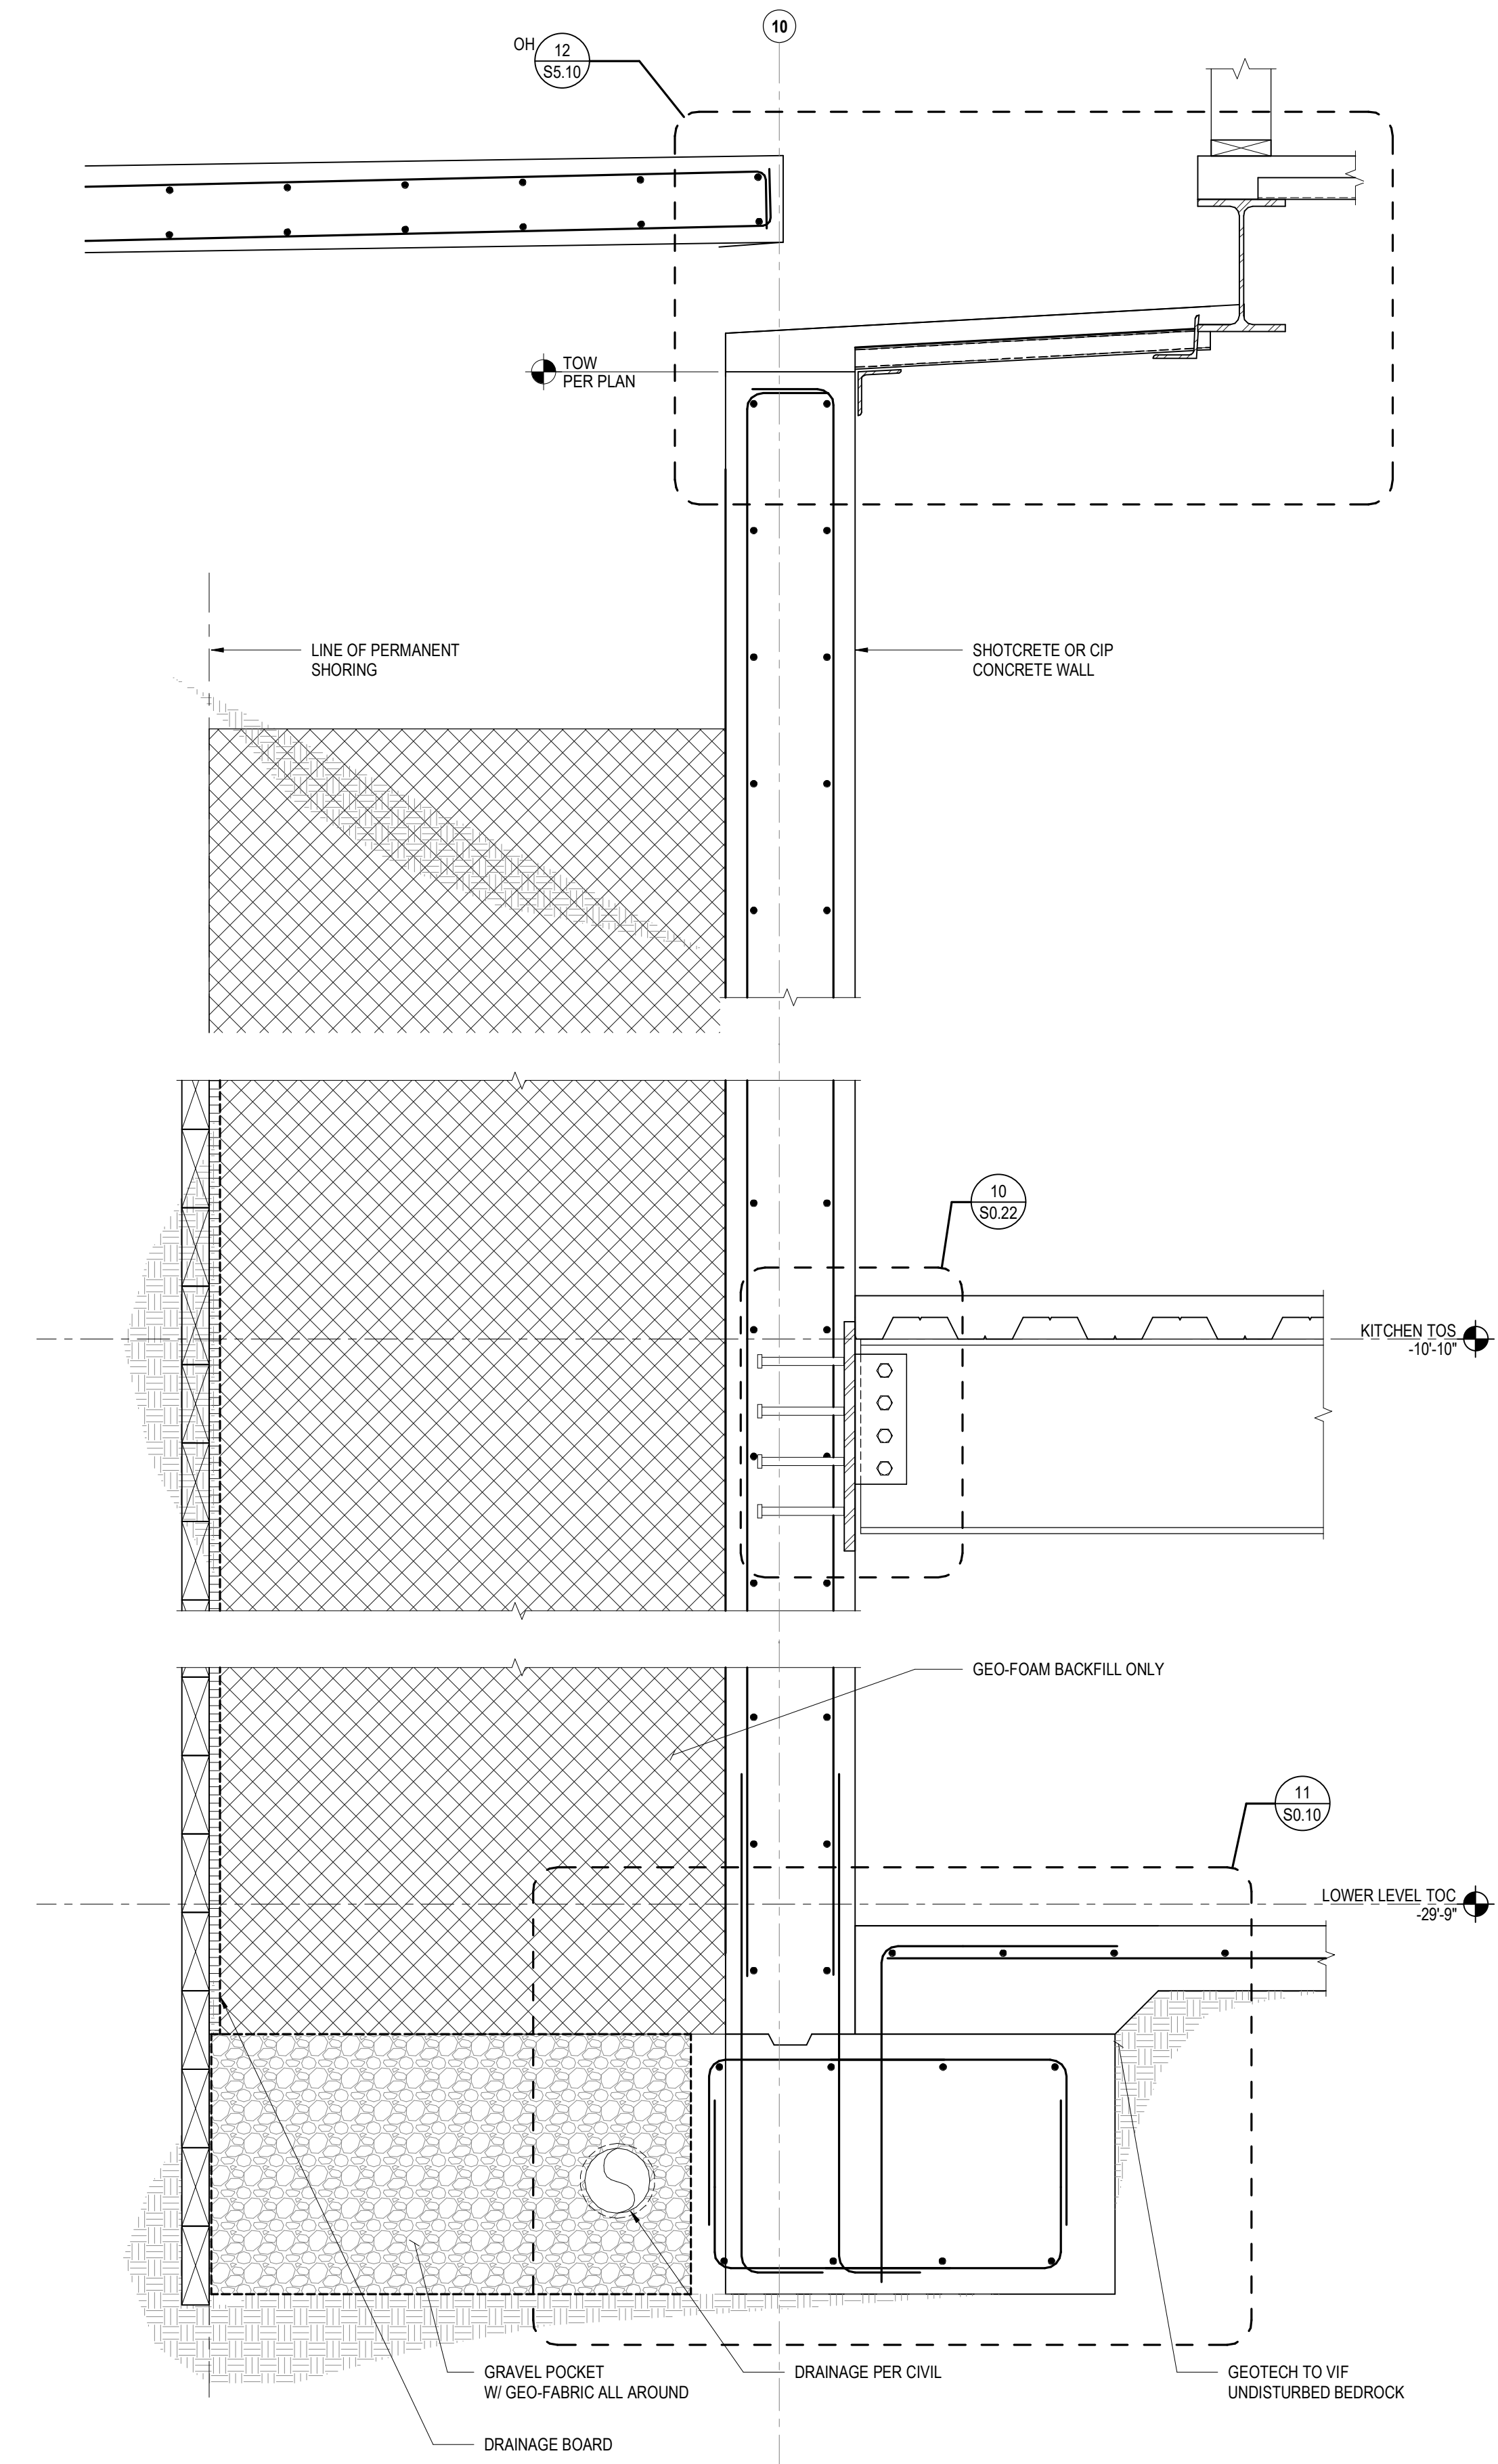 10
OH
12
S5.10
TOW
PER PLAN
LINE OF PERMANENT
SHORING
SHOTCRETE OR CIP
CONCRETE WALL
10
S0.22
KITCHEN TOS
-10'-10"
GEO-FOAM BACKFILL ONLY
11
S0.10
LOWER LEVEL TOC
-29'-9"
GRAVEL POCKET
W/ GEO-FABRIC ALL AROUND
DRAINAGE PER CIVIL
GEOTECH TO VIF
UNDISTURBED BEDROCK
DRAINAGE BOARD